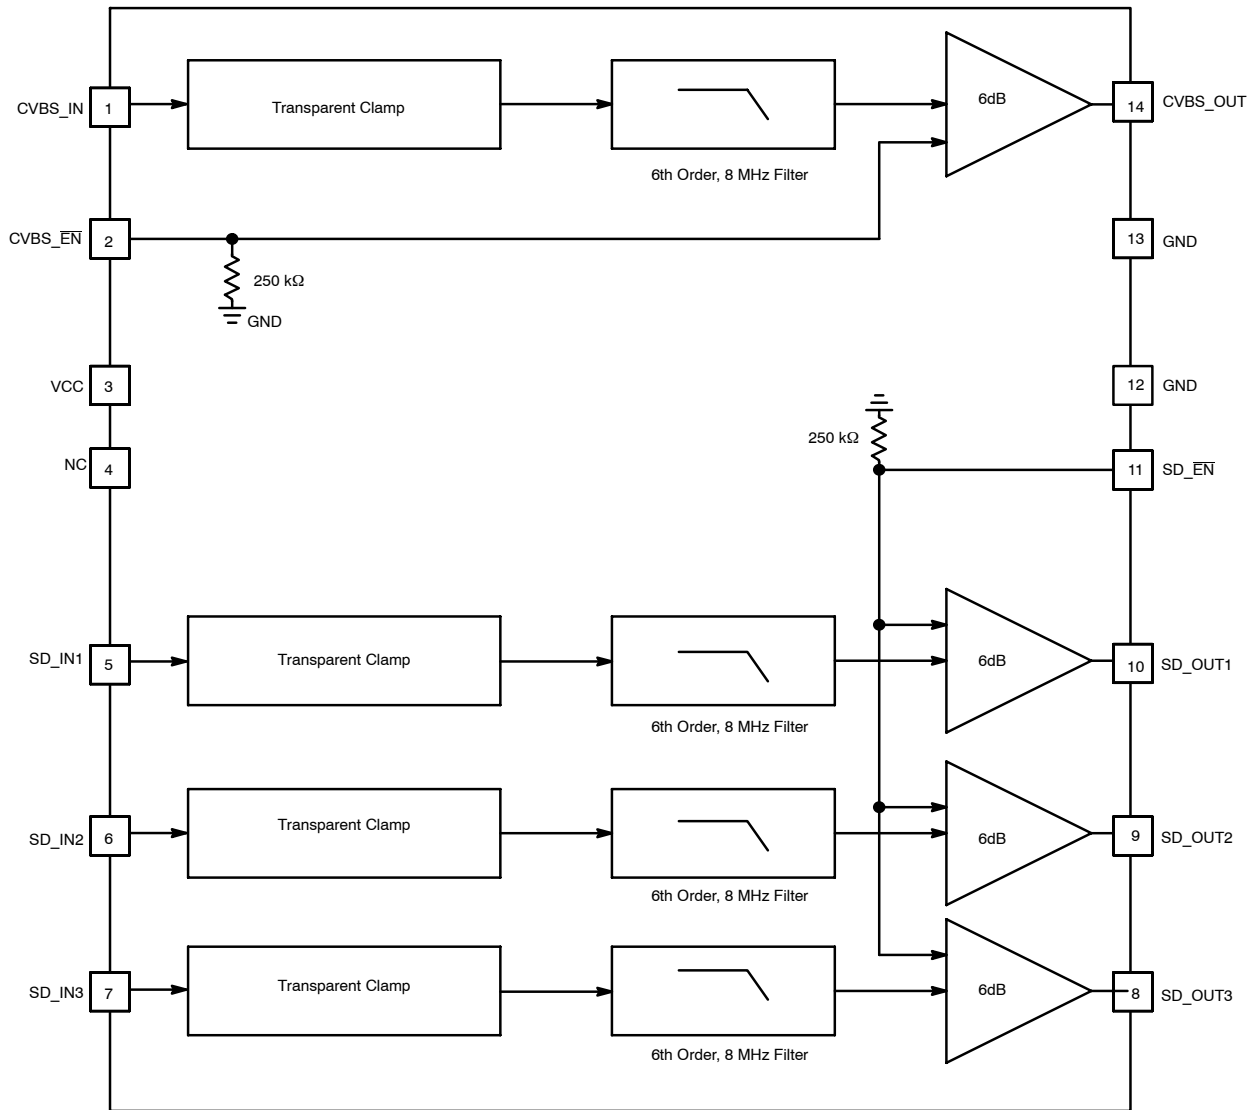 CVBS_IN 1 Transparent Clamp 6dB 14 CVBS_OUT
6th Order, 8 MHz Filter
CVBS_E̅N̅ 2 13 GND
250 kΩ
GND
VCC 3 12 GND
250 kΩ
NC 4 11 SD_E̅N̅
SD_IN1 5 Transparent Clamp 6dB 10 SD_OUT1
6th Order, 8 MHz Filter
SD_IN2 6 Transparent Clamp 6dB 9 SD_OUT2
6th Order, 8 MHz Filter
SD_IN3 7 Transparent Clamp 6dB 8 SD_OUT3
6th Order, 8 MHz Filter